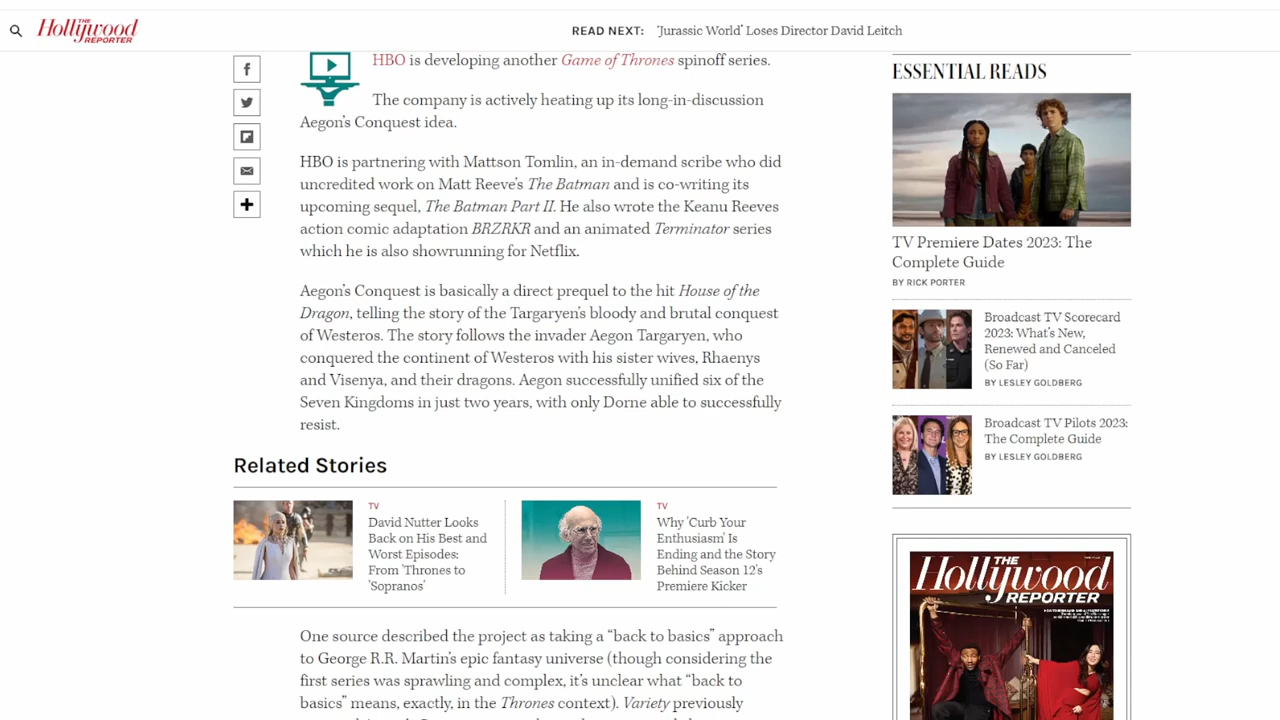 THE
Hollywood
REPORTER
READ NEXT: 'Jurassic World' Loses Director David Leitch
HBO is developing another Game of Thrones spinoff series.
The company is actively heating up its long-in-discussion
Aegon's Conquest idea.
HBO is partnering with Mattson Tomlin, an in-demand scribe who did
uncredited work on Matt Reeve's The Batman and is co-writing its
upcoming sequel, The Batman Part II. He also wrote the Keanu Reeves
action comic adaptation BRZRKR and an animated Terminator series
which he is also showrunning for Netflix.
Aegon's Conquest is basically a direct prequel to the hit House of the
Dragon, telling the story of the Targaryen's bloody and brutal conquest
of Westeros. The story follows the invader Aegon Targaryen, who
conquered the continent of Westeros with his sister wives, Rhaenys
and Visenya, and their dragons. Aegon successfully unified six of the
Seven Kingdoms in just two years, with only Dorne able to successfully
resist.
Related Stories
TV
David Nutter Looks
Back on His Best and
Worst Episodes:
From 'Thrones to
'Sopranos'
TV
Why 'Curb Your
Enthusiasm' Is
Ending and the Story
Behind Season 12's
Premiere Kicker
One source described the project as taking a "back to basics" approach
to George R.R. Martin's epic fantasy universe (though considering the
first series was sprawling and complex, it's unclear what "back to
basics" means, exactly, in the Thrones context). Variety previously
ESSENTIAL READS
TV Premiere Dates 2023: The
Complete Guide
BY RICK PORTER
Broadcast TV Scorecard
2023: What's New,
Renewed and Canceled
(So Far)
BY LESLEY GOLDBERG
Broadcast TV Pilots 2023:
The Complete Guide
BY LESLEY GOLDBERG
THE
Hollywood
REPORTER